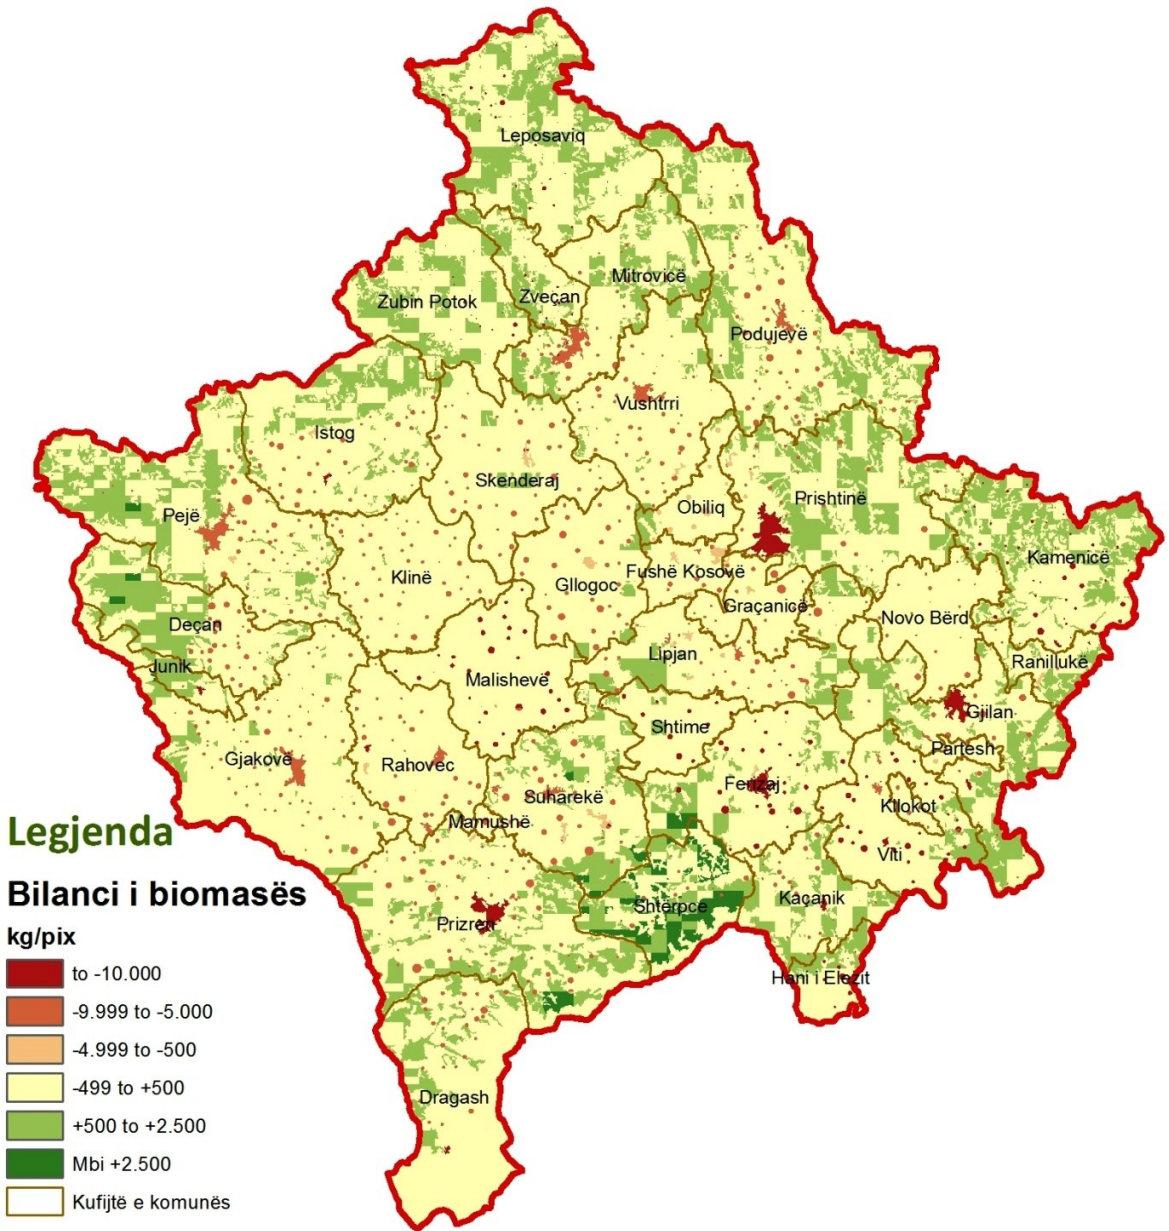 Leposaviq
Mitrovicë
Zveçan
Zubin Potok
Podujevë
Vushtrri
Istog
Skenderaj
Prishtinë
Obiliq
Pejë
Kamenicë
Fushë Kosovë
Klinë
Gllogoc
Graçanicë
Novo Bërd
Deçan
Lipjan
Ranillukë
Junik
Malishevë
Gjilan
Shtime
Partesh
Gjakovë
Rahovec
Ferizaj
Suharekë
Kllokot
Mamushë
Viti
Kaçanik
Shtërpcë
Prizren
Hani i Elezit
Dragash
Legjenda
Bilanci i biomasës
kg/pix
to -10.000
-9.999 to -5.000
-4.999 to -500
-499 to +500
+500 to +2.500
Mbi +2.500
Kufijtë e komunës